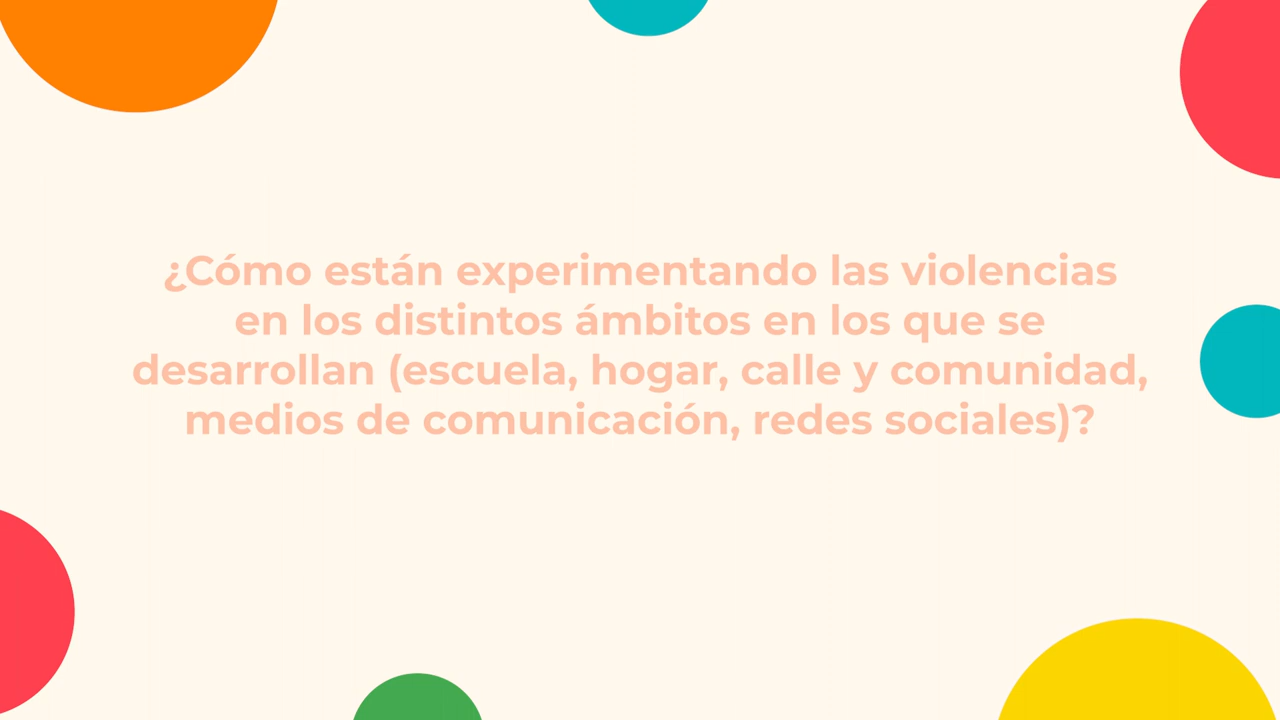 ¿Cómo están experimentando las violencias
en los distintos ámbitos en los que se
desarrollan (escuela, hogar, calle y comunidad,
medios de comunicación, redes sociales)?